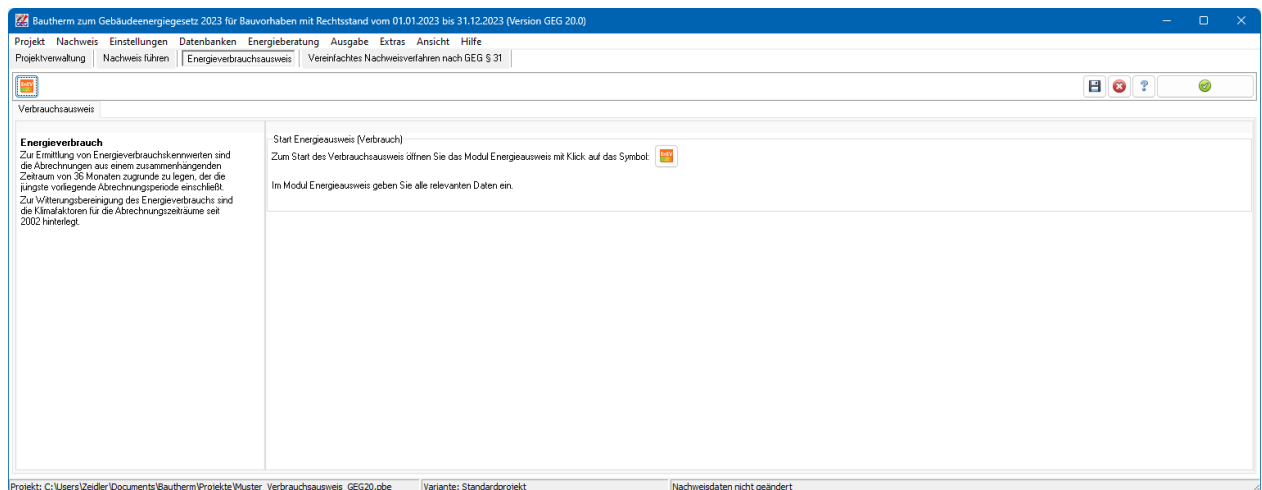 Bautherm zum Gebäudeenergiegesetz 2023 für Bauvorhaben mit Rechtsstand vom 01.01.2023 bis 31.12.2023 (Version GEG 20.0)
Projekt Nachweis Einstellungen Datenbanken Energieberatung Ausgabe Extras Ansicht Hilfe
Projektverwaltung Nachweis führen Energieverbrauchsausweis Vereinfachtes Nachweisverfahren nach GEG § 31
Verbrauchsausweis
Energieverbrauch
Zur Ermittlung von Energieverbrauchskennwerten sind
die Abrechnungen aus einem zusammenhängenden
Zeitraum von 36 Monaten zugrunde zu legen, der die
jüngste vorliegende Abrechnungsperiode einschließt.
Zur Witterungsbereinigung des Energieverbrauchs sind
die Klimafaktoren für die Abrechnungszeiträume seit
2002 hinterlegt.
Start Energieausweis (Verbrauch)
Zum Start des Verbrauchsausweis öffnen Sie das Modul Energieausweis mit Klick auf das Symbol:
Im Modul Energieausweis geben Sie alle relevanten Daten ein.
Projekt: C:\Users\Zeidler\Documents\Bautherm\Projekte\Muster_Verbrauchsausweis_GEG20.pbe Variante: Standardprojekt Nachweisdaten nicht geändert